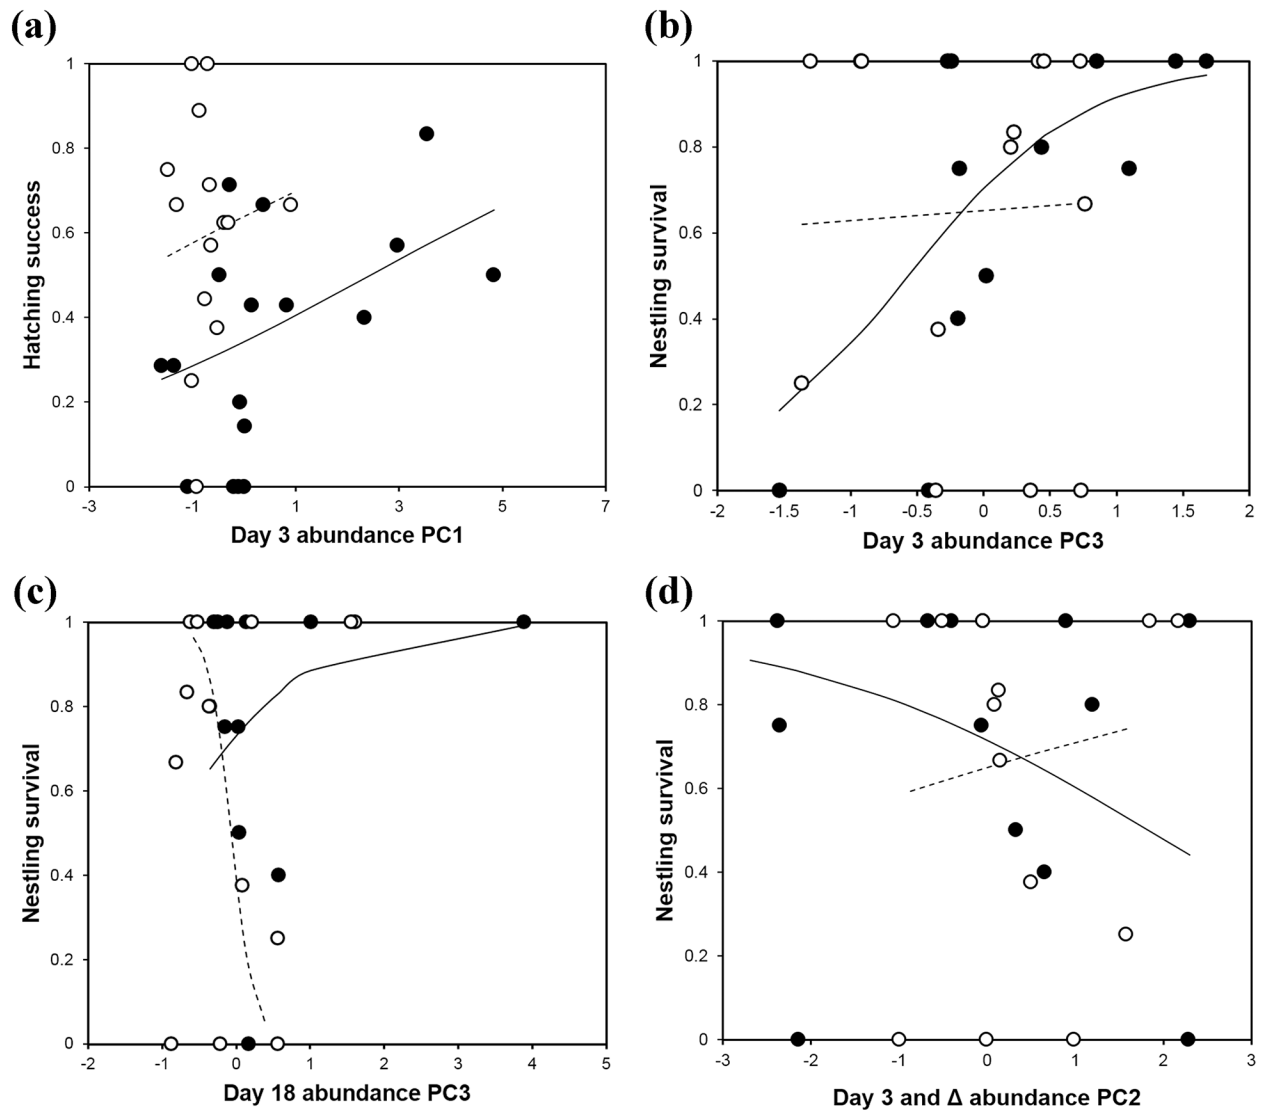 (a)
1
0.8
0.6
0.4
0.2
0
Hatching success
-3 -1 1 3 5 7
Day 3 abundance PC1
(b)
1
0.8
0.6
0.4
0.2
0
Nestling survival
-2 -1.5 -1 -0.5 0 0.5 1 1.5 2
Day 3 abundance PC3
(c)
1
0.8
0.6
0.4
0.2
0
Nestling survival
-2 -1 0 1 2 3 4 5
Day 18 abundance PC3
(d)
1
0.8
0.6
0.4
0.2
0
Nestling survival
-3 -2 -1 0 1 2 3
Day 3 and Δ abundance PC2